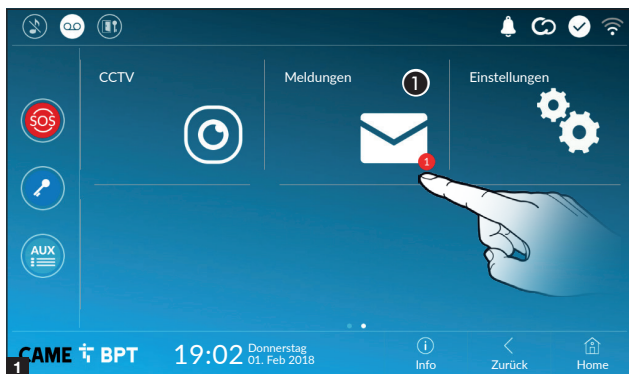 CCTV
Meldungen
1
Einstellungen
SOS
1
AUX
CAME BPT
19:02
Donnerstag
01. Feb 2018
Info
Zurück
Home
1